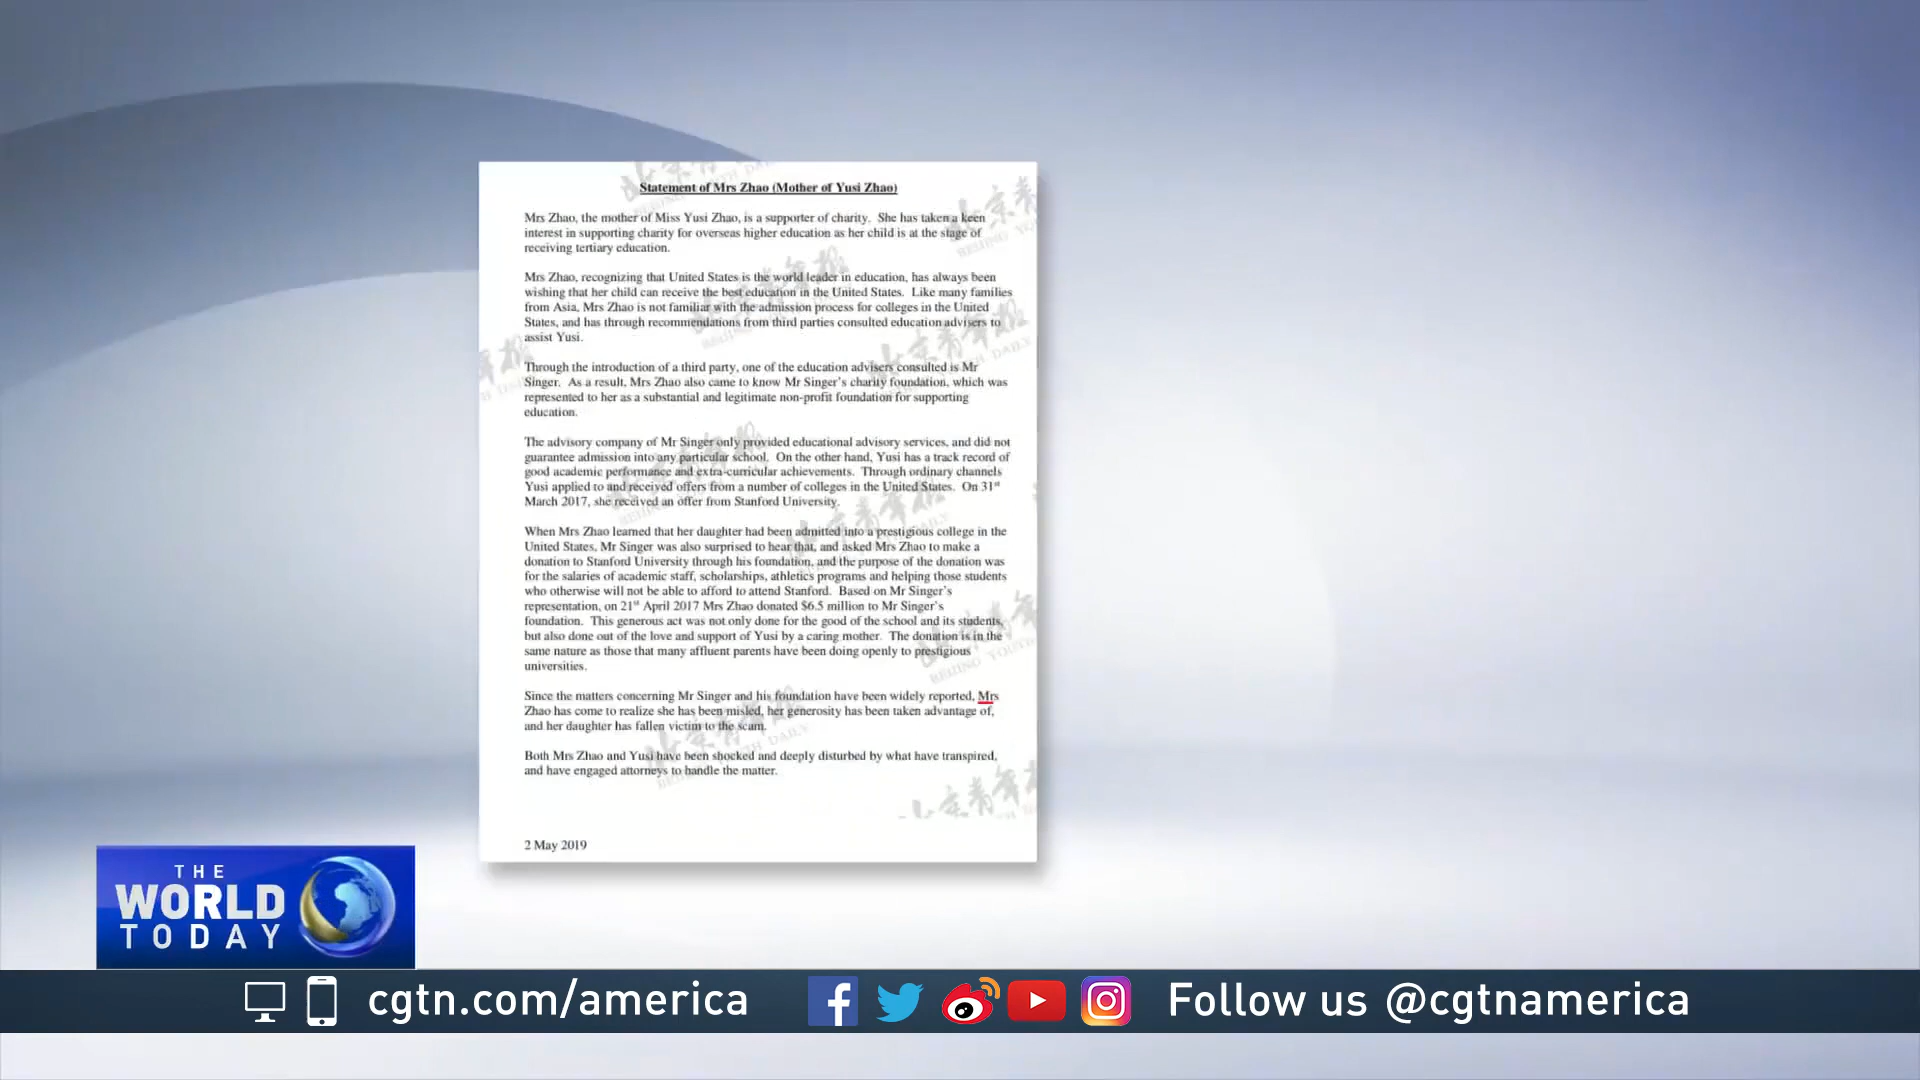 Statement of Mrs Zhao (Mother of Yusi Zhao)
Mrs Zhao, the mother of Miss Yusi Zhao, is a supporter of charity. She has taken a keen
interest in supporting charity for overseas higher education as her child is at the stage of
receiving tertiary education.
Mrs Zhao, recognizing that United States is the world leader in education, has always been
wishing that her child can receive the best education in the United States. Like many families
from Asia, Mrs Zhao is not familiar with the admission process for colleges in the United
States, and has through recommendations from third parties consulted education advisers to
assist Yusi.
Through the introduction of a third party, one of the education advisers consulted is Mr
Singer. As a result, Mrs Zhao also came to know Mr Singer's charity foundation, which was
represented to her as a substantial and legitimate non-profit foundation for supporting
education.
The advisory company of Mr Singer only provided educational advisory services, and did not
guarantee admission into any particular school. On the other hand, Yusi has a track record of
good academic performance and extra-curricular achievements. Through ordinary channels
Yusi applied to and received offers from a number of colleges in the United States. On 31st
March 2017, she received an offer from Stanford University.
When Mrs Zhao learned that her daughter had been admitted into a prestigious college in the
United States, Mr Singer was also surprised to hear that, and asked Mrs Zhao to make a
donation to Stanford University through his foundation, and the purpose of the donation was
for the salaries of academic staff, scholarships, athletics programs and helping those students
who otherwise will not be able to afford to attend Stanford. Based on Mr Singer's
representation, on 21st April 2017 Mrs Zhao donated $6.5 million to Mr Singer's
foundation. This generous act was not only done for the good of the school and its students,
but also done out of the love and support of Yusi by a caring mother. The donation is in the
same nature as those that many affluent parents have been doing openly to prestigious
universities.
Since the matters concerning Mr Singer and his foundation have been widely reported, Mrs
Zhao has come to realize she has been misled, her generosity has been taken advantage of,
and her daughter has fallen victim to the scam.
Both Mrs Zhao and Yusi have been shocked and deeply disturbed by what have transpired,
and have engaged attorneys to handle the matter.
2 May 2019
北京青年报
BEIJING YOUTH DAILY
THE
WORLD
TODAY
cgtn.com/america
Follow us @cgtnamerica